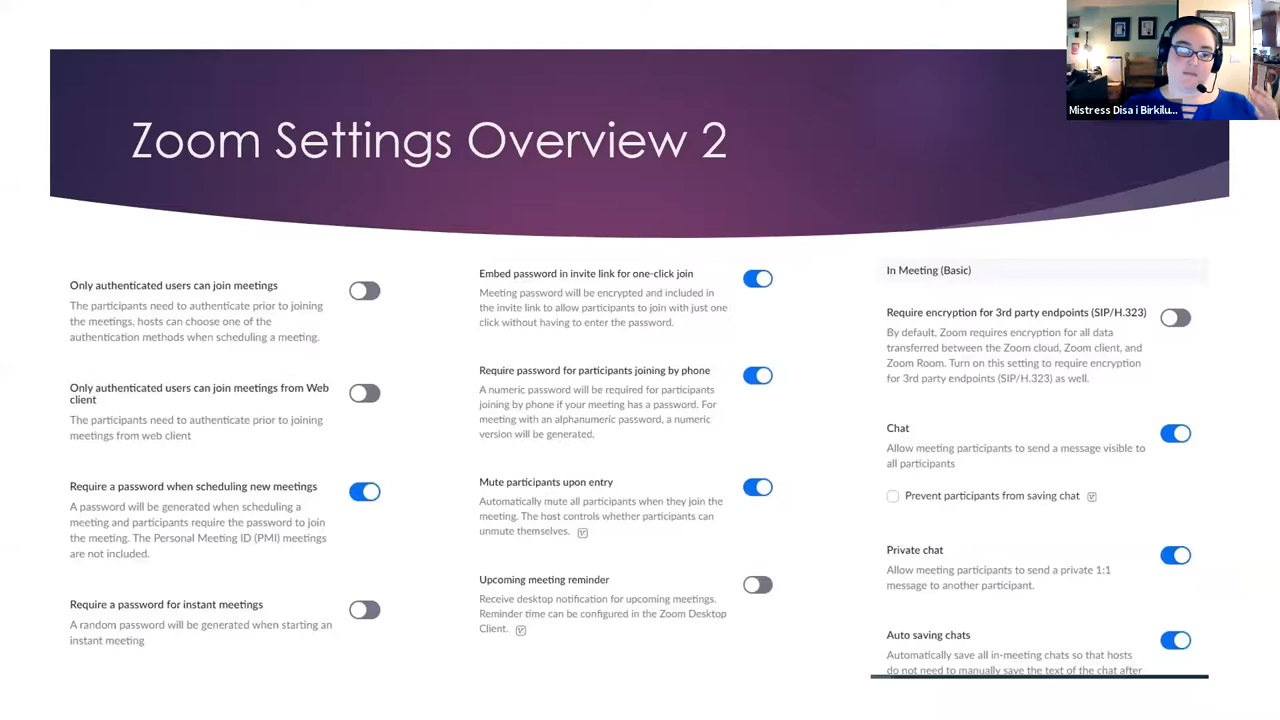 Mistress Disa i Birkilu...
Zoom Settings Overview 2
Only authenticated users can join meetings
The participants need to authenticate prior to joining
the meetings, hosts can choose one of the
authentication methods when scheduling a meeting.
Only authenticated users can join meetings from Web
client
The participants need to authenticate prior to joining
meetings from web client
Require a password when scheduling new meetings
A password will be generated when scheduling a
meeting and participants require the password to join
the meeting. The Personal Meeting ID (PMI) meetings
are not included.
Require a password for instant meetings
A random password will be generated when starting an
instant meeting
Embed password in invite link for one-click join
Meeting password will be encrypted and included in
the invite link to allow participants to join with just one
click without having to enter the password.
Require password for participants joining by phone
A numeric password will be required for participants
joining by phone if your meeting has a password. For
meeting with an alphanumeric password, a numeric
version will be generated.
Mute participants upon entry
Automatically mute all participants when they join the
meeting. The host controls whether participants can
unmute themselves.
Upcoming meeting reminder
Receive desktop notification for upcoming meetings.
Reminder time can be configured in the Zoom Desktop
Client.
In Meeting (Basic)
Require encryption for 3rd party endpoints (SIP/H.323)
By default, Zoom requires encryption for all data
transferred between the Zoom cloud, Zoom client, and
Zoom Room. Turn on this setting to require encryption
for 3rd party endpoints (SIP/H.323) as well.
Chat
Allow meeting participants to send a message visible to
all participants
Prevent participants from saving chat
Private chat
Allow meeting participants to send a private 1:1
message to another participant.
Auto saving chats
Automatically save all in-meeting chats so that hosts
do not need to manually save the text of the chat after